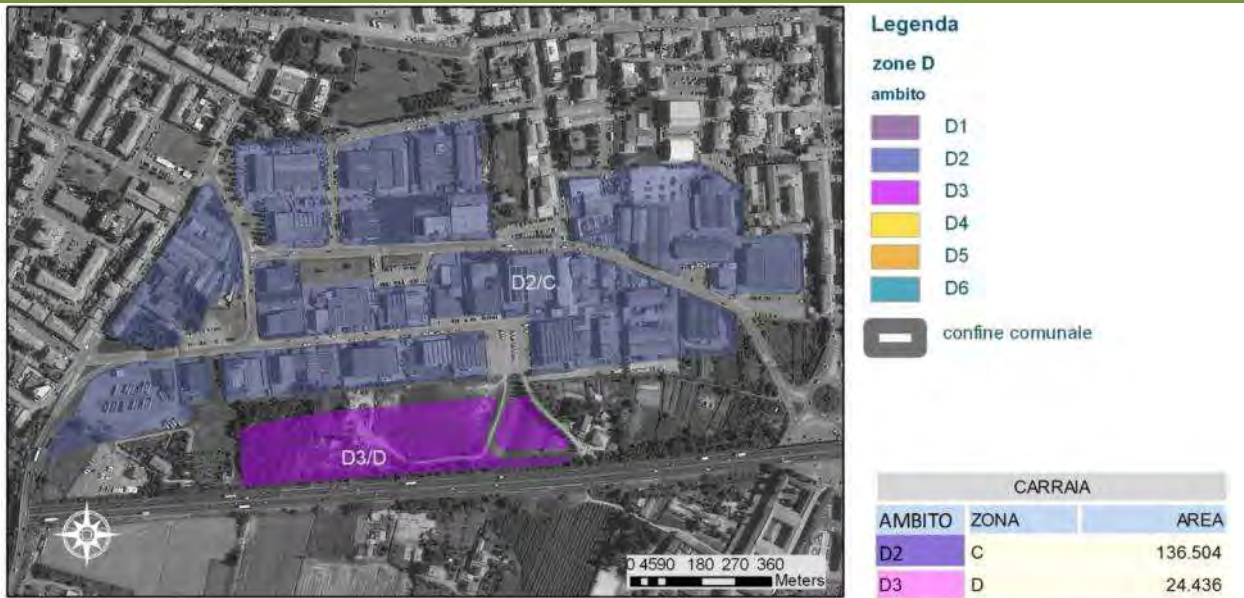 Legenda
zone D
ambito
D1
D2
D3
D4
D5
D6
confine comunale
D2/C
D3/D
0 4590 180 270 360
Meters
CARRAIA
AMBITO ZONA AREA
D2 C 136.504
D3 D 24.436